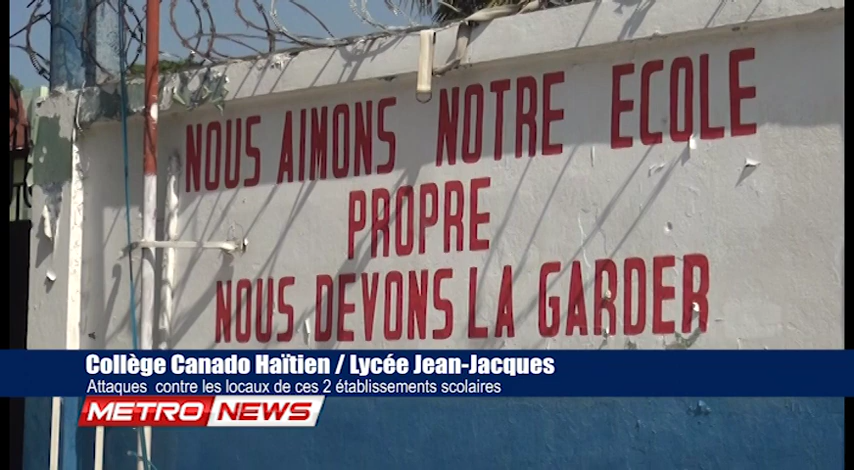 NOUS AIMONS NOTRE ECOLE
PROPRE
NOUS DEVONS LA GARDER
Collège Canado Haïtien / Lycée Jean-Jacques
Attaques contre les locaux de ces 2 établissements scolaires
METRO NEWS